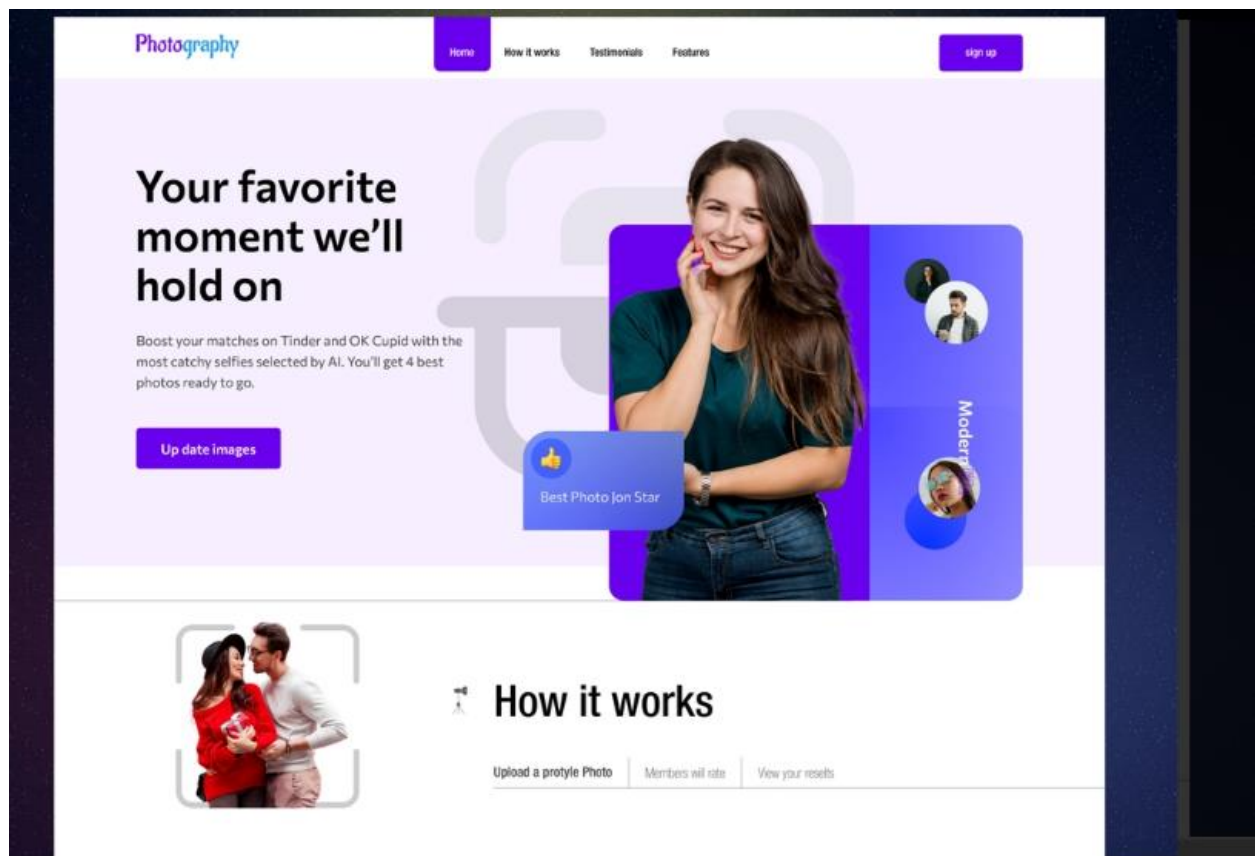 Photography
Home
How it works
Testimonials
Features
sign up
Your favorite
moment we'll
hold on
Boost your matches on Tinder and OK Cupid with the
most catchy selfies selected by AI. You'll get 4 best
photos ready to go.
Up date images
Best Photo Jon Star
Modern
How it works
Upload a protyle Photo
Members will rate
View your resetls